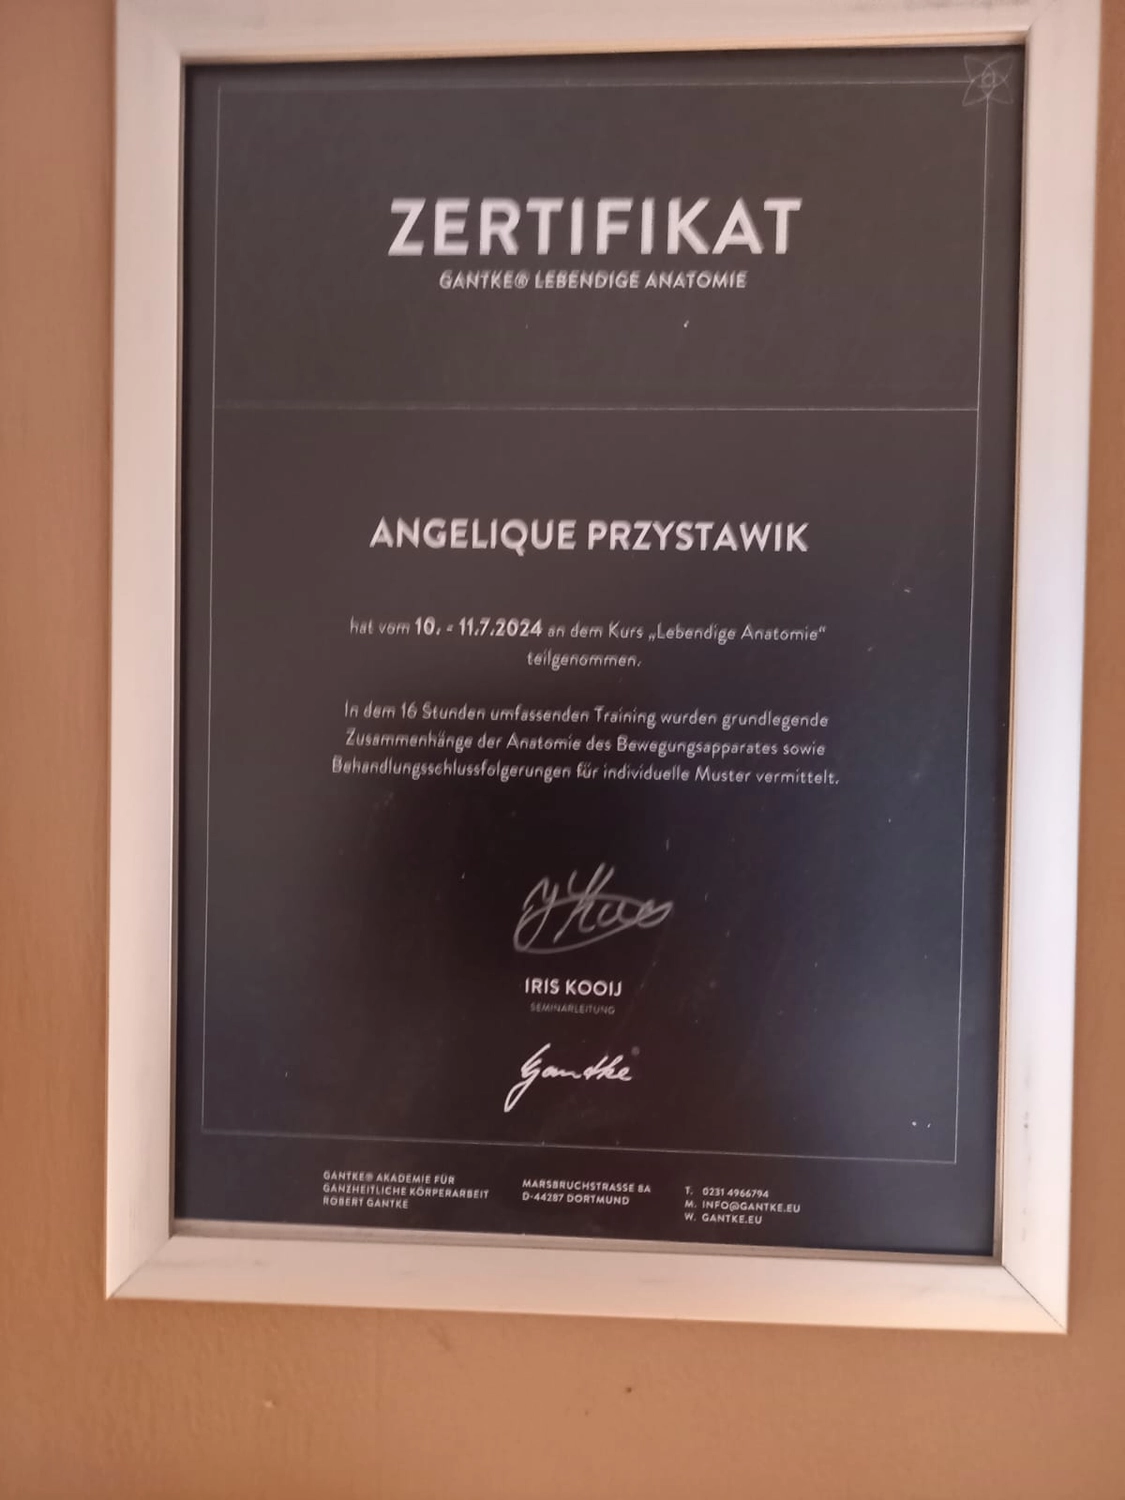 ZERTIFIKAT
GANTKE® LEBENDIGE ANATOMIE
ANGELIQUE PRZYSTAWIK
hat vom 10. - 11.7.2024 an dem Kurs „Lebendige Anatomie“
teilgenommen.
In dem 16 Stunden umfassenden Training wurden grundlegende
Zusammenhänge der Anatomie des Bewegungsapparates sowie
Behandlungsschlussfolgerungen für individuelle Muster vermittelt.
IRIS KOOIJ
SEMINARLEITUNG
Gantke®
GANTKE® AKADEMIE FÜR
GANZHEITLICHE KÖRPERARBEIT
ROBERT GANTKE
MARSBRUCHSTRASSE 8A
D-44287 DORTMUND
T. 0231 4966794
M. INFO@GANTKE.EU
W. GANTKE.EU